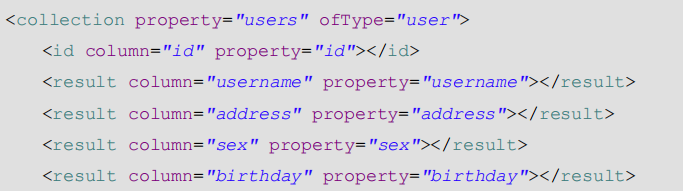 <collection property="users" ofType="user">
<id column="id" property="id"></id>
<result column="username" property="username"></result>
<result column="address" property="address"></result>
<result column="sex" property="sex"></result>
<result column="birthday" property="birthday"></result>